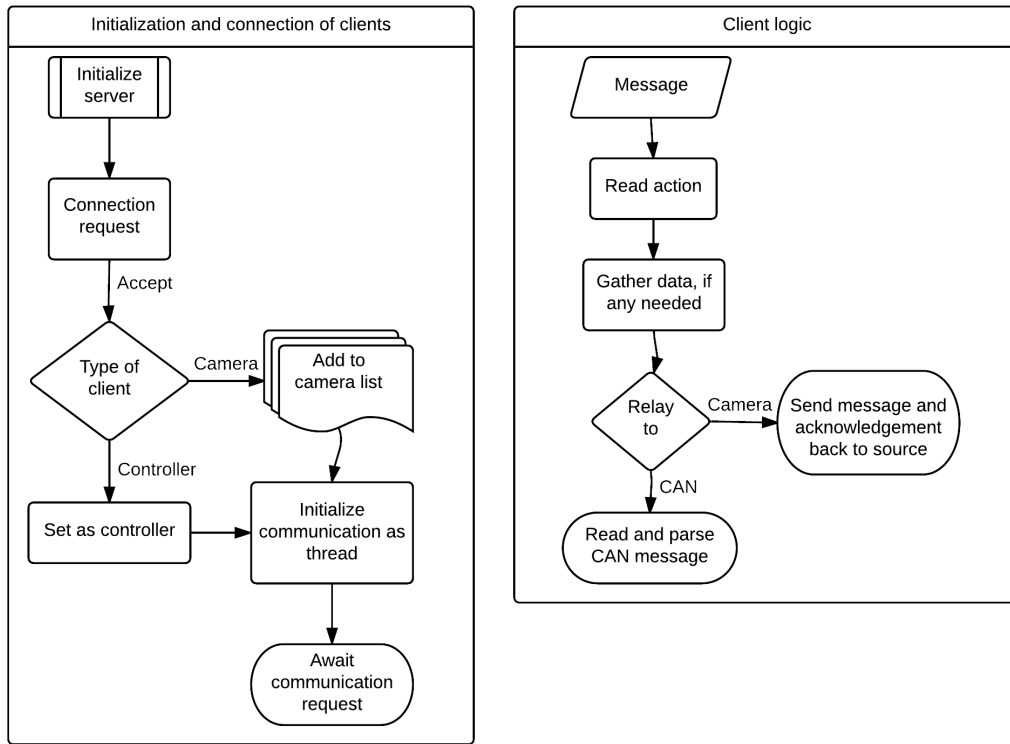 Initialization and connection of clients
Initialize
server
Connection
request
Accept
Type of
client
Camera
Add to
camera list
Controller
Set as controller
Initialize
communication as
thread
Await
communication
request
Client logic
Message
Read action
Gather data, if
any needed
Relay
to
Camera
Send message and
acknowledgement
back to source
CAN
Read and parse
CAN message